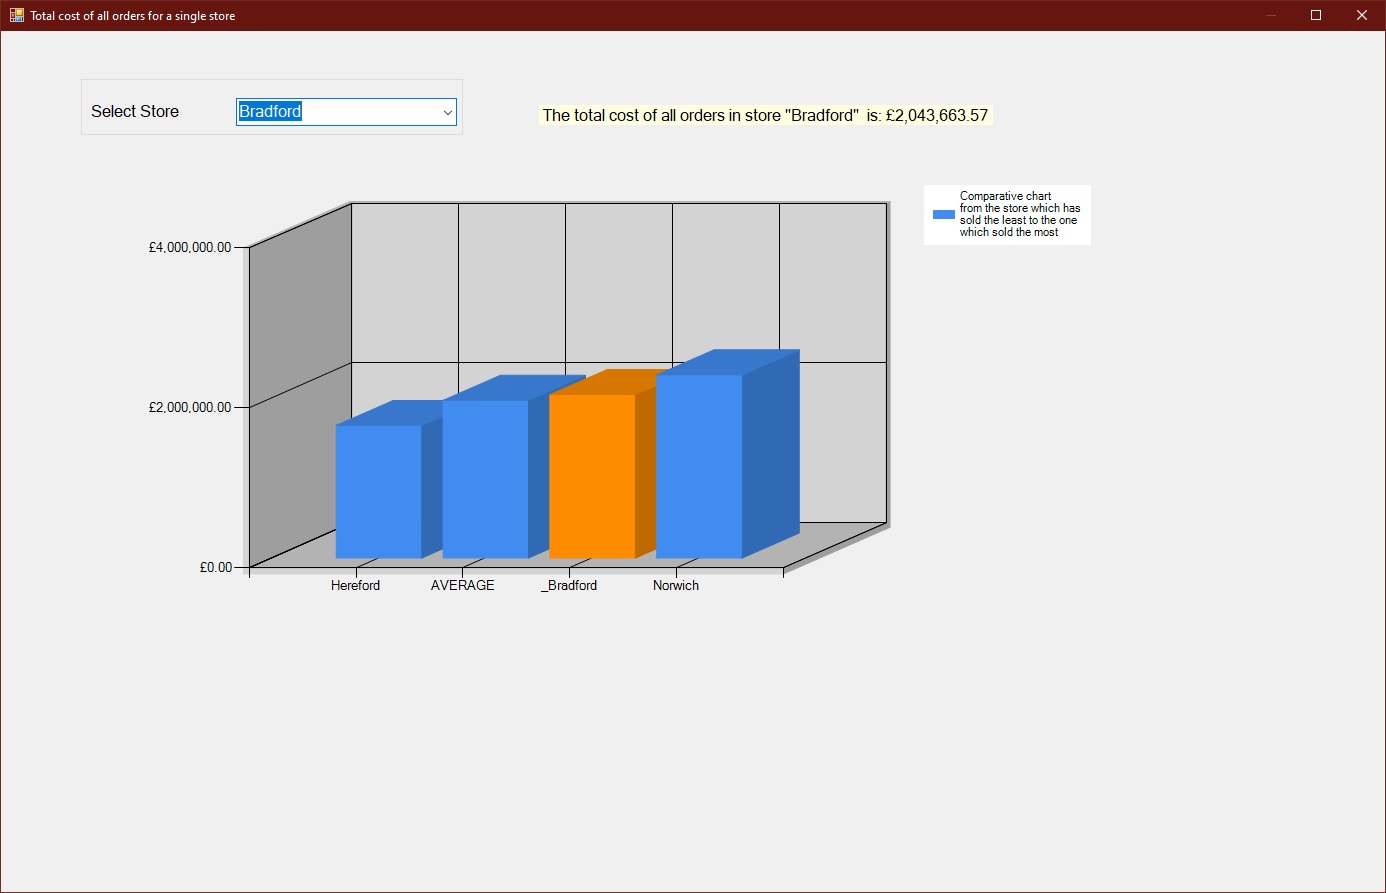 Total cost of all orders for a single store
Select Store
Bradford
The total cost of all orders in store "Bradford"  is: £2,043,663.57
Comparative chart
from the store which has
sold the least to the one
which sold the most
£4,000,000.00
£2,000,000.00
£0.00
Hereford
AVERAGE
_Bradford
Norwich